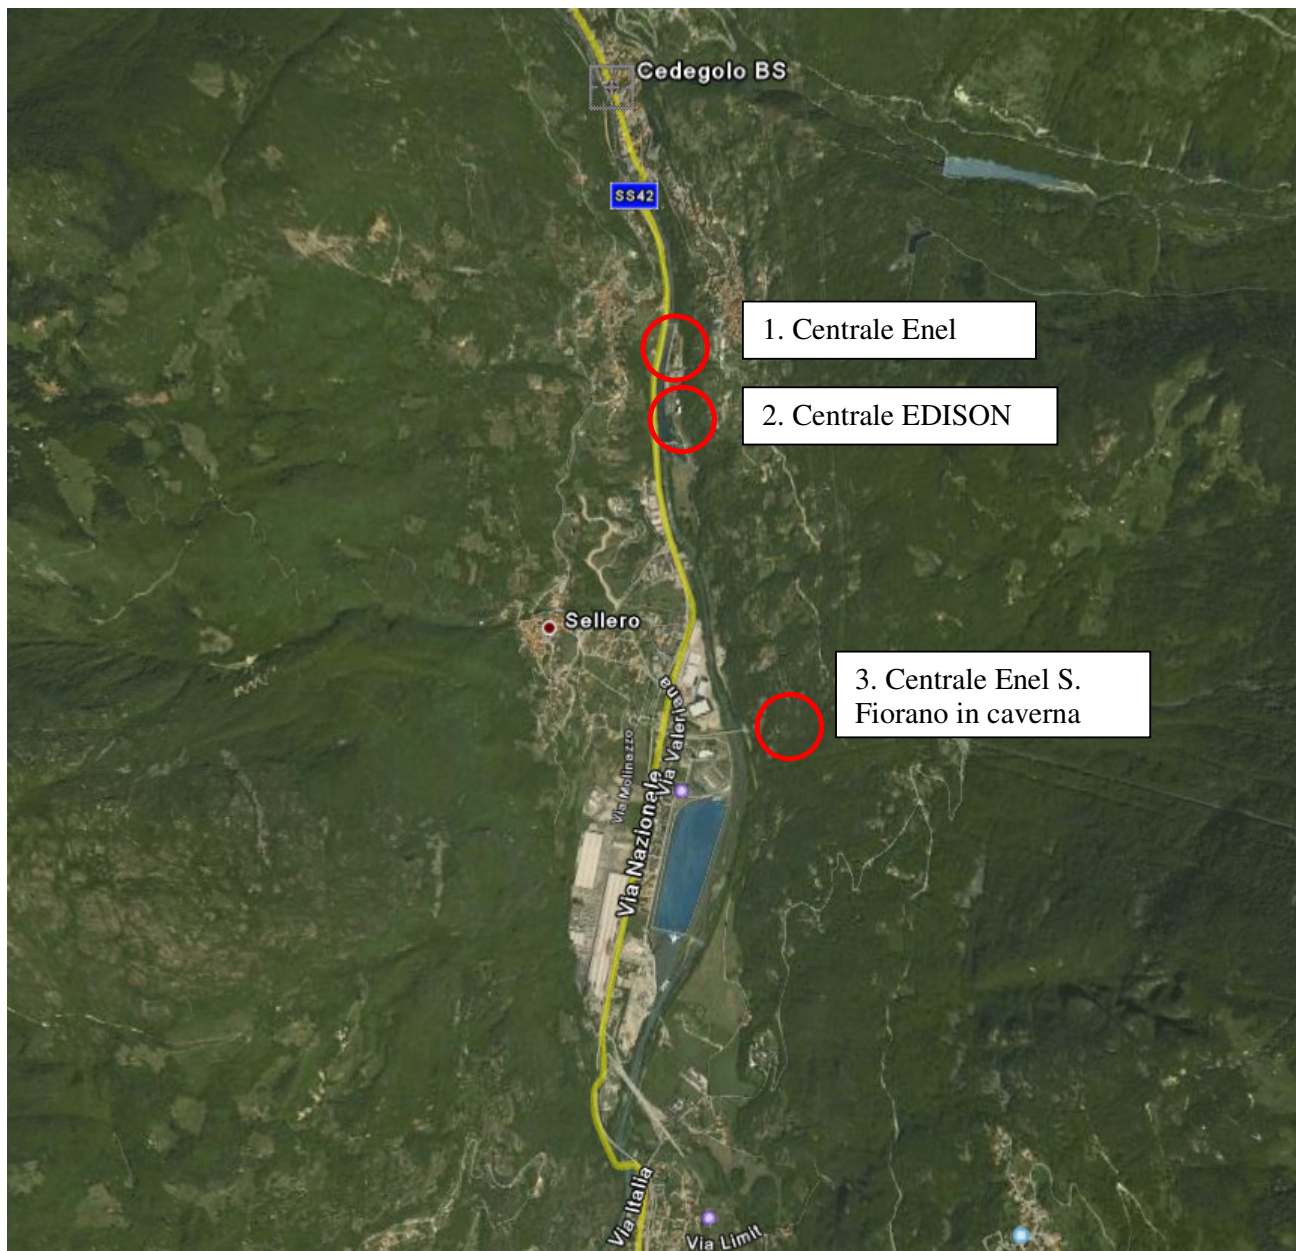 Cedegolo BS
SS42
1. Centrale Enel
2. Centrale EDISON
Sellero
3. Centrale Enel S.
Fiorano in caverna
Via Valeriana
Via Molinazzo
Via Nazionale
Via Italia
Via Limit